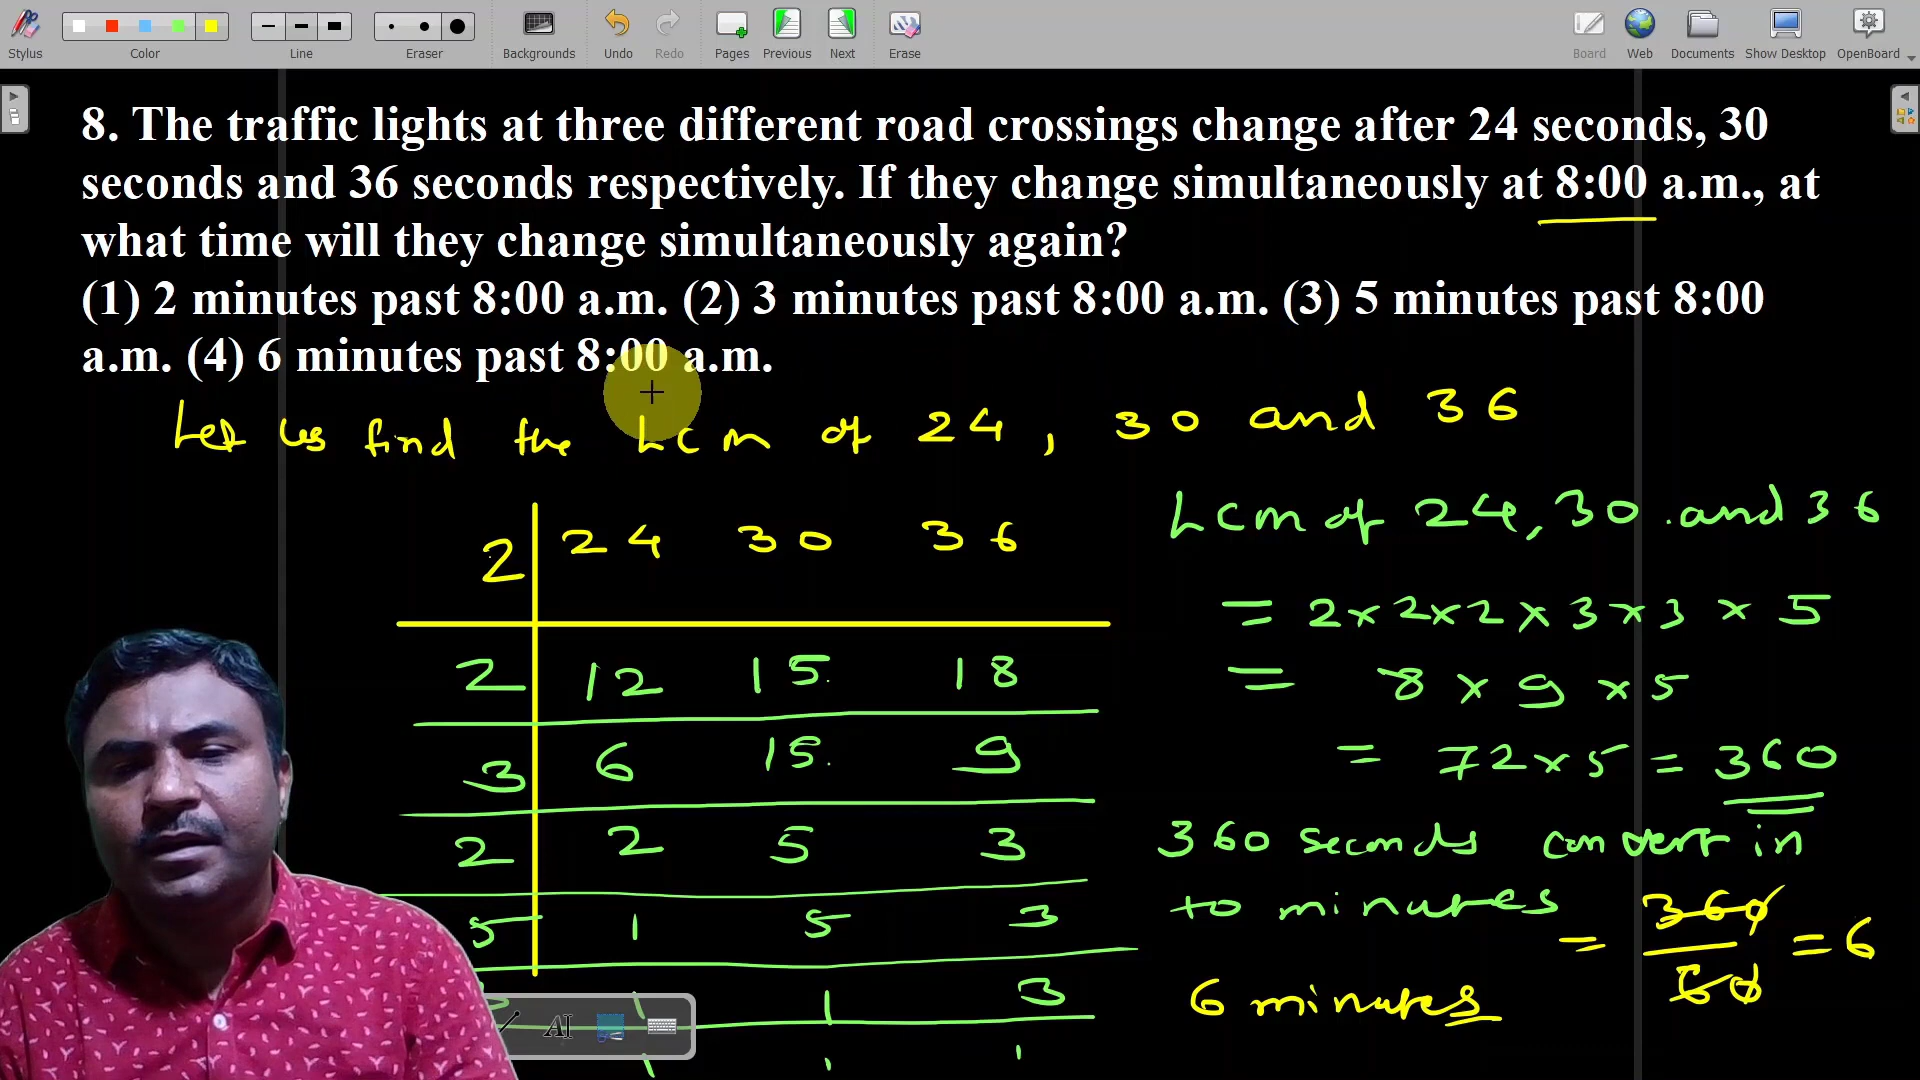 Stylus Color Line Eraser Backgrounds Undo Redo Pages Previous Next Erase Board Web Documents Show Desktop OpenBoard
8. The traffic lights at three different road crossings change after 24 seconds, 30
seconds and 36 seconds respectively. If they change simultaneously at 8:00 a.m., at
what time will they change simultaneously again?
(1) 2 minutes past 8:00 a.m. (2) 3 minutes past 8:00 a.m. (3) 5 minutes past 8:00
a.m. (4) 6 minutes past 8:00 a.m.
Let us find the Lcm of 24, 30 and 36
2 24 30 36
2 12 15 18
3 6 15 9
2 2 5 3
5 1 5 3
1 1 3
1 1 1
Lcm of 24, 30 and 36
= 2 × 2 × 2 × 3 × 3 × 5
= 8 × 9 × 5
= 72 × 5 = 360
360 seconds convert in
to minutes = 360/60 = 6
6 minutes
AI